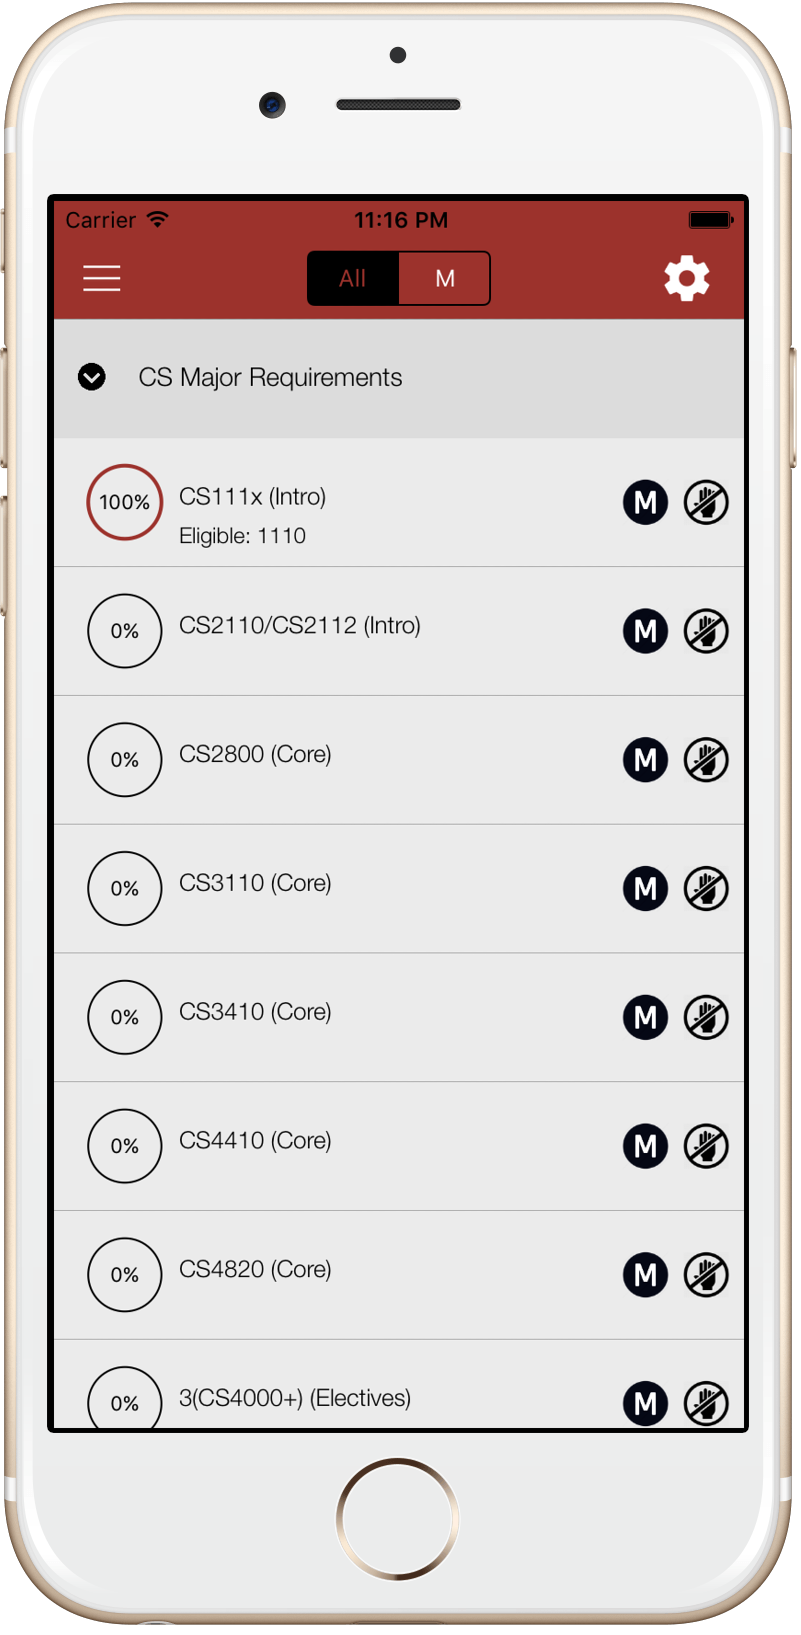 Carrier 11:16 PM
All M
CS Major Requirements
100% CS111x (Intro) M
Eligible: 1110
0% CS2110/CS2112 (Intro) M
0% CS2800 (Core) M
0% CS3110 (Core) M
0% CS3410 (Core) M
0% CS4410 (Core) M
0% CS4820 (Core) M
0% 3(CS4000+) (Electives) M